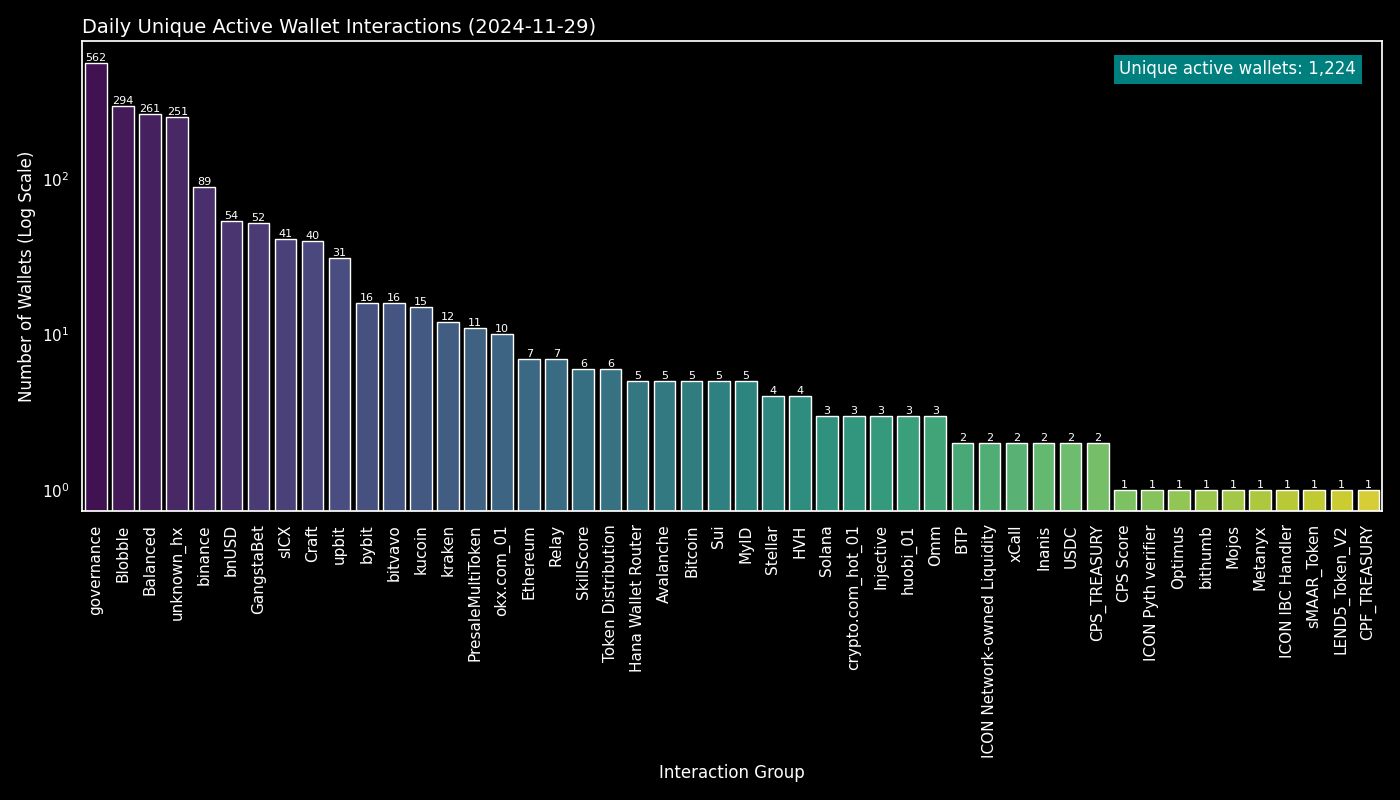 Daily Unique Active Wallet Interactions (2024-11-29)
Unique active wallets: 1,224
Number of Wallets (Log Scale)
10²
10¹
10⁰
562
294
261
251
89
54
52
41
40
31
16
16
15
12
11
10
7
7
6
6
5
5
5
5
5
4
4
3
3
3
3
3
2
2
2
2
2
2
1
1
1
1
1
1
1
1
1
1
governance
Blobble
Balanced
unknown_hx
binance
bnUSD
GangstaBet
sICX
Craft
upbit
bybit
bitvavo
kucoin
kraken
PresaleMultiToken
okx.com_01
Ethereum
Relay
SkillScore
Token Distribution
Hana Wallet Router
Avalanche
Bitcoin
Sui
MyID
Stellar
HVH
Solana
crypto.com_hot_01
Injective
huobi_01
Omm
BTP
ICON Network-owned Liquidity
xCall
Inanis
USDC
CPS_TREASURY
CPS Score
ICON Pyth verifier
Optimus
bithumb
Mojos
Metanyx
ICON IBC Handler
sMAAR_Token
LEND5_Token_V2
CPF_TREASURY
Interaction Group